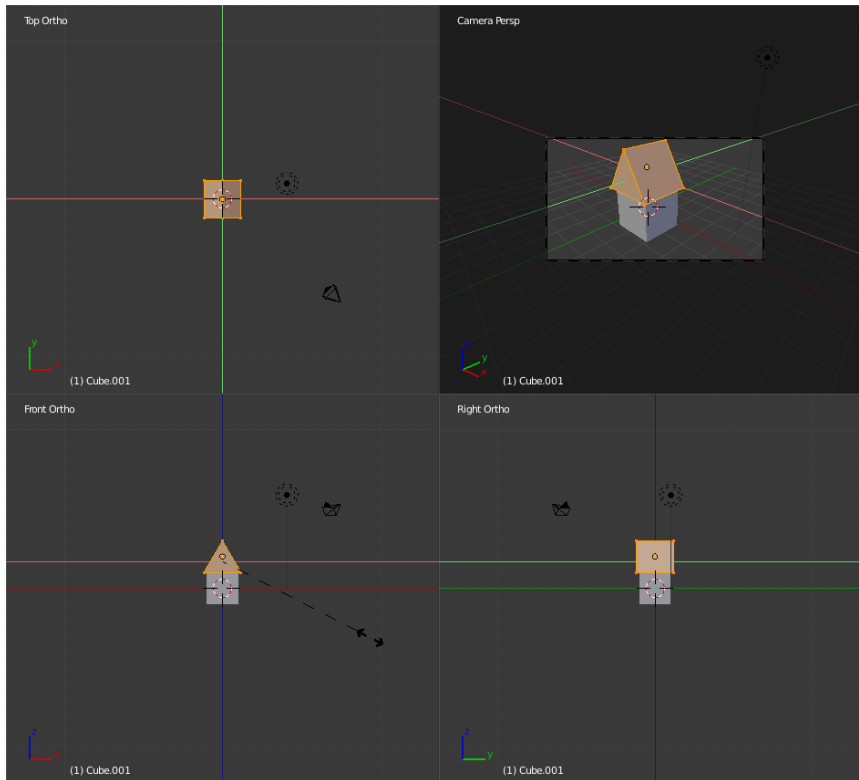 Top Ortho
y
x
(1) Cube.001
Camera Persp
z
y
x
(1) Cube.001
Front Ortho
z
x
(1) Cube.001
Right Ortho
z
y
(1) Cube.001